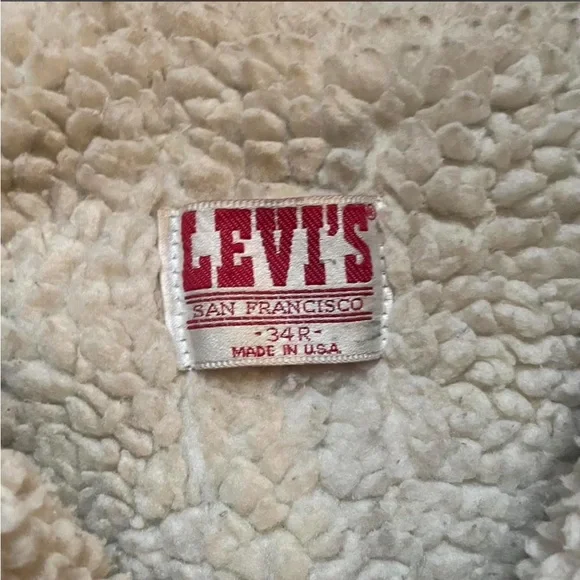 LEVI'S®
SAN FRANCISCO
-34R-
MADE IN U.S.A.